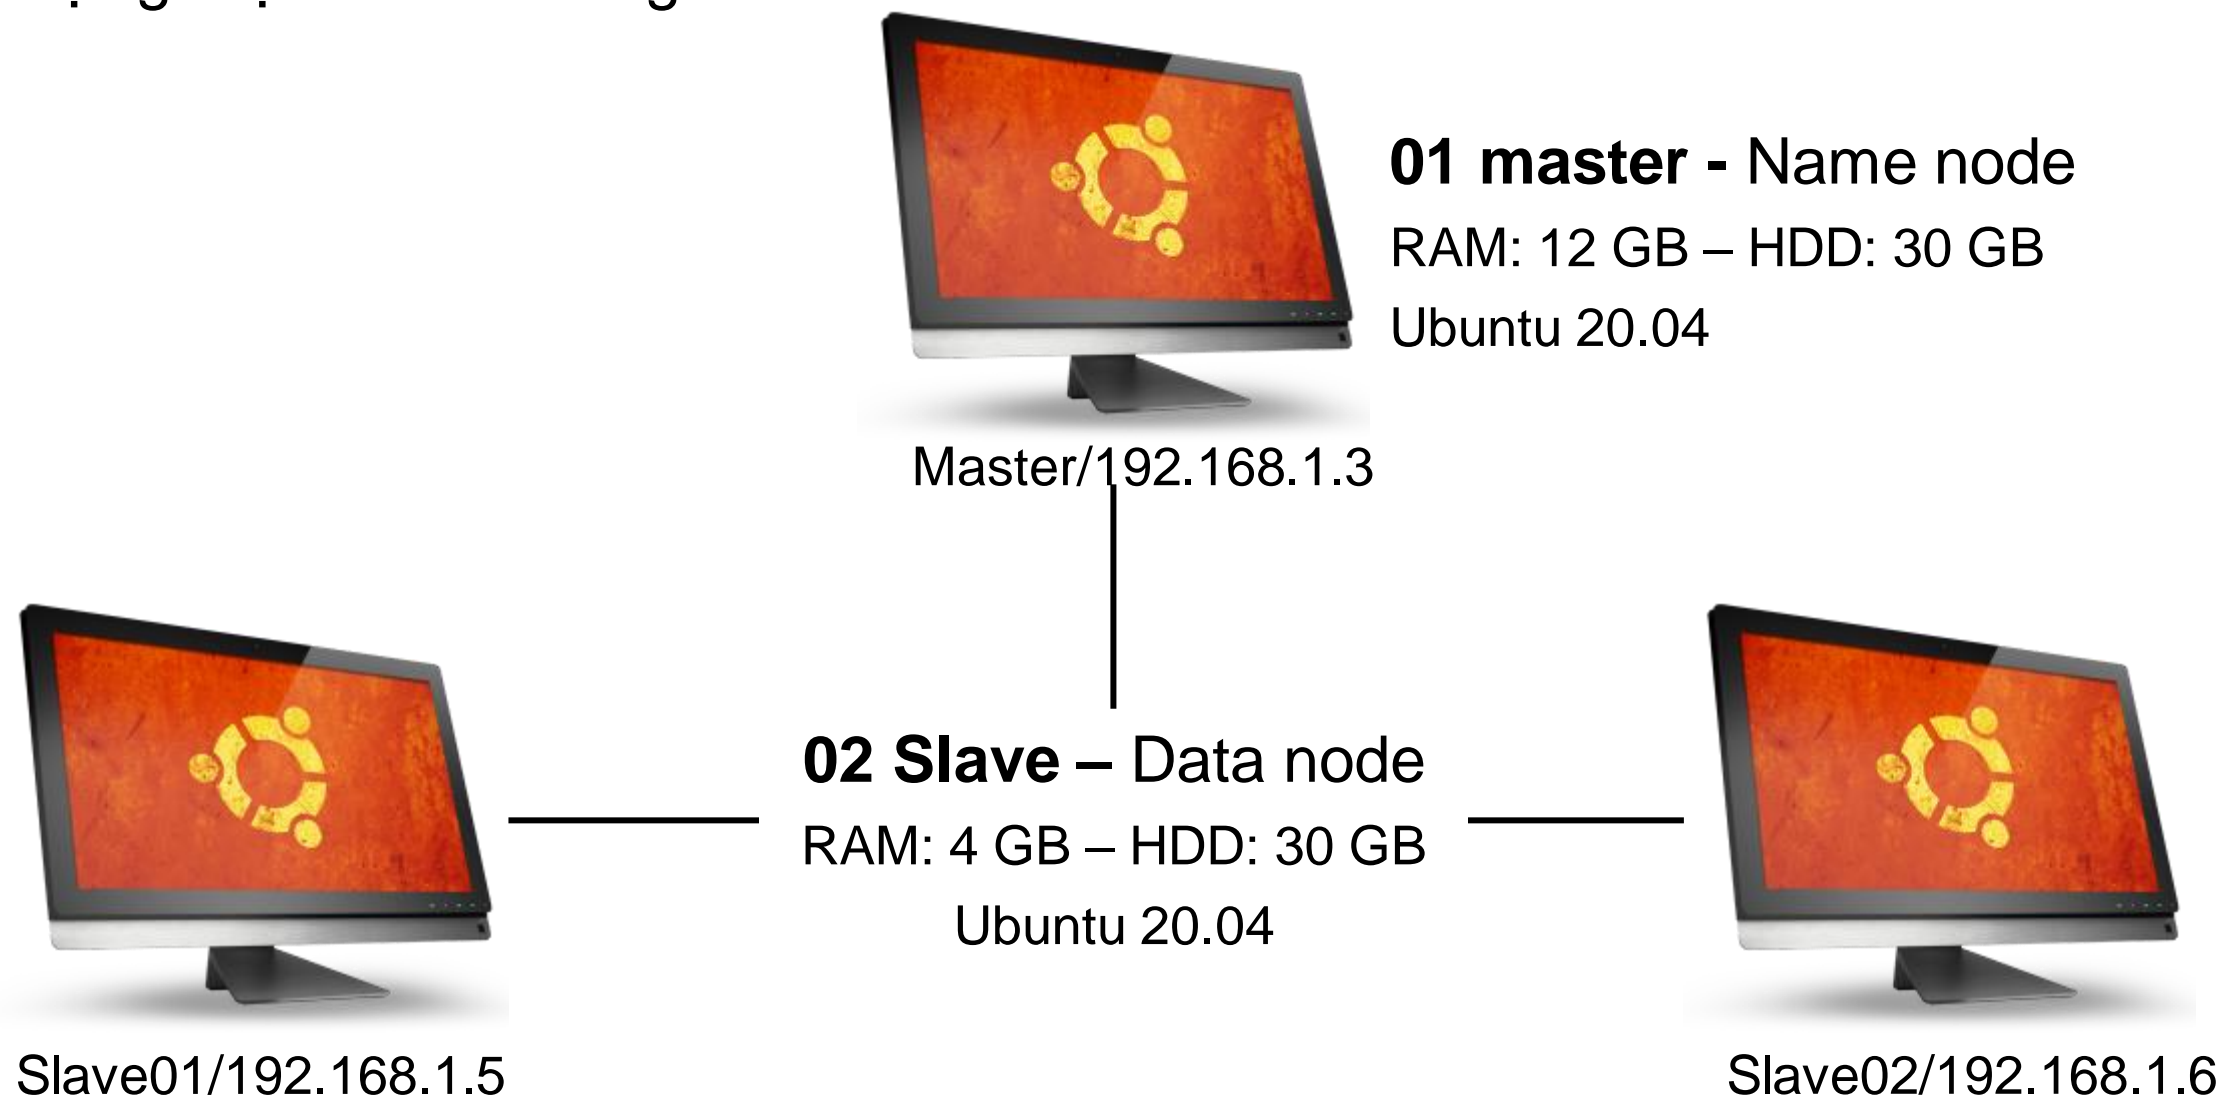 01 master - Name node
RAM: 12 GB – HDD: 30 GB
Ubuntu 20.04
Master/192.168.1.3
02 Slave – Data node
RAM: 4 GB – HDD: 30 GB
Ubuntu 20.04
Slave01/192.168.1.5
Slave02/192.168.1.6